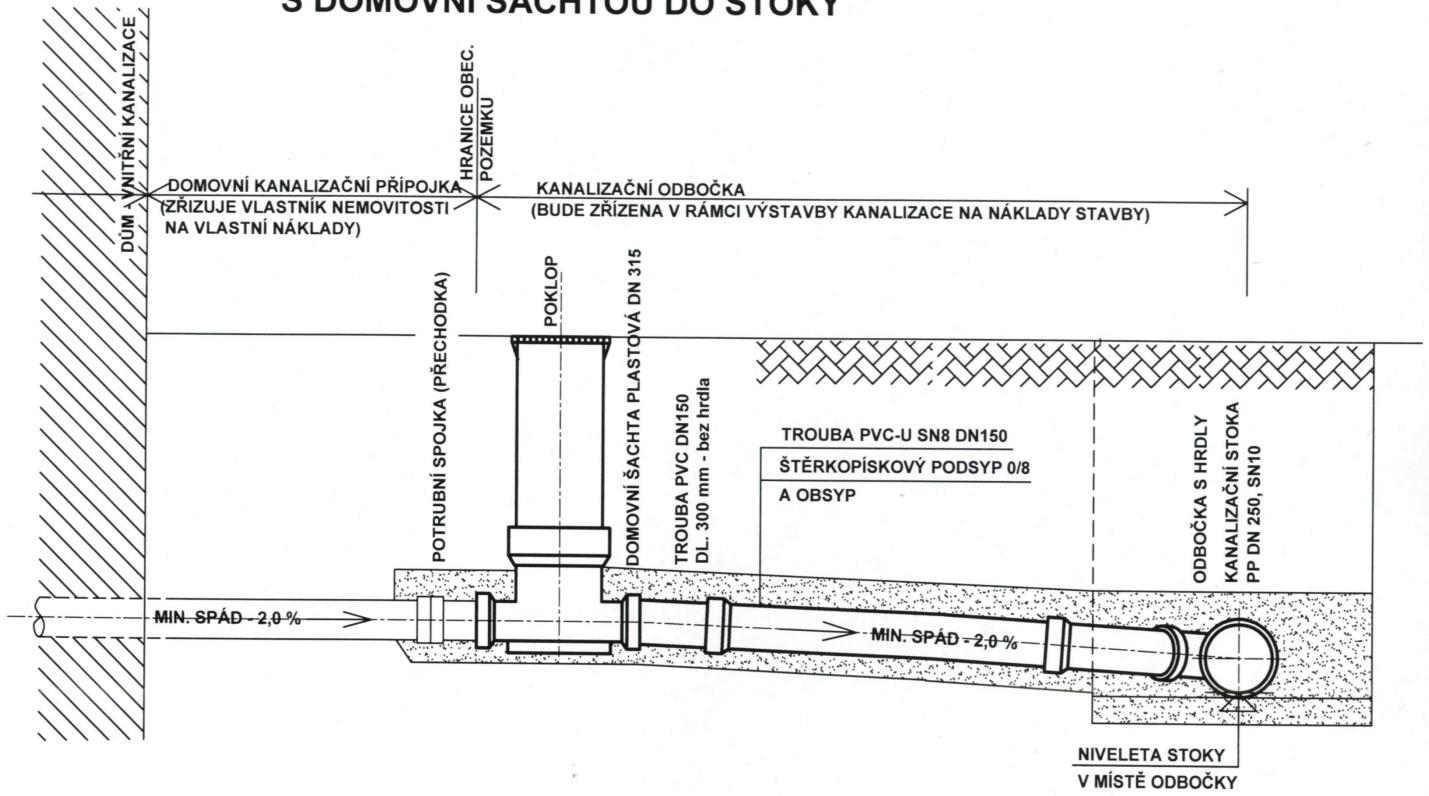 S DOMOVNÍ ŠACHTOU DO STOKY
DŮM - VNITŘNÍ KANALIZACE
HRANICE OBEC.
POZEMKU
DOMOVNÍ KANALIZAČNÍ PŘÍPOJKA
(ZŘIZUJE VLASTNÍK NEMOVITOSTI
NA VLASTNÍ NÁKLADY)
KANALIZAČNÍ ODBOČKA
(BUDE ZŘÍZENA V RÁMCI VÝSTAVBY KANALIZACE NA NÁKLADY STAVBY)
POTRUBNÍ SPOJKA (PŘECHODKA)
POKLOP
DOMOVNÍ ŠACHTA PLASTOVÁ DN 315
TROUBA PVC DN150
DL. 300 mm - bez hrdla
TROUBA PVC-U SN8 DN150
ŠTĚRKOPÍSKOVÝ PODSYP 0/8
A OBSYP
ODBOČKA S HRDLY
KANALIZAČNÍ STOKA
PP DN 250, SN10
MIN. SPÁD - 2,0 %
MIN. SPÁD - 2,0 %
NIVELETA STOKY
V MÍSTĚ ODBOČKY